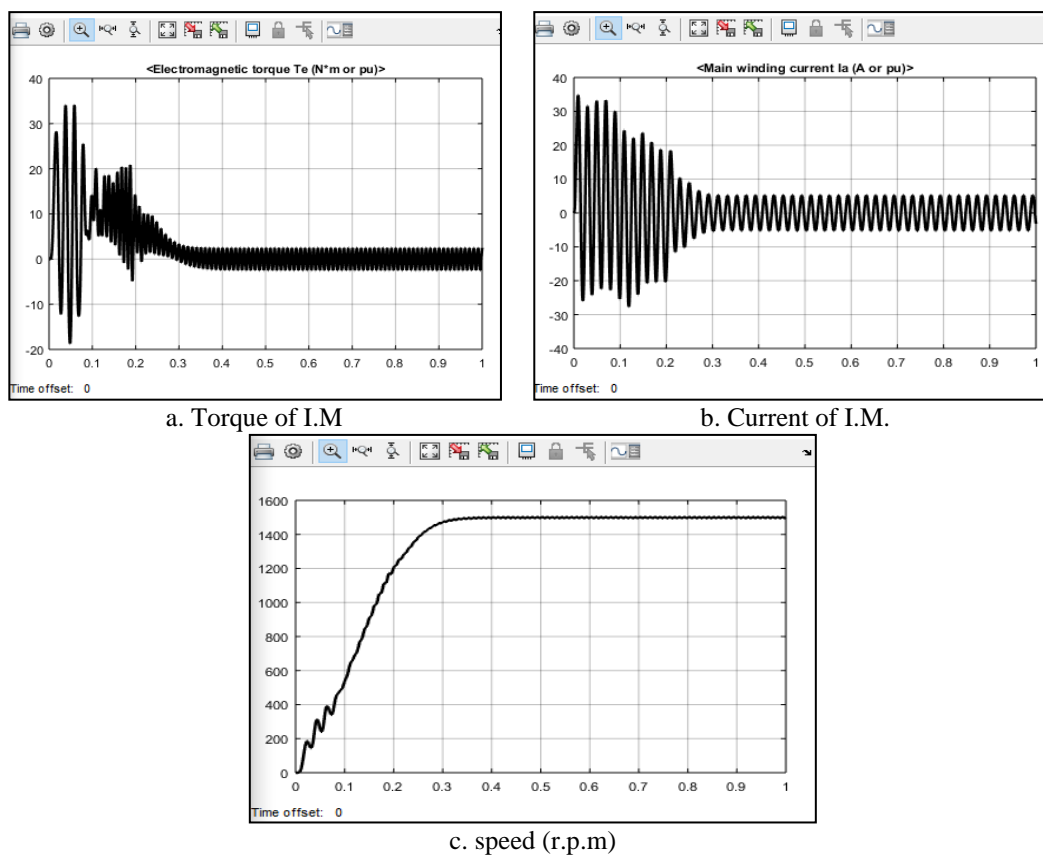 <Electromagnetic torque Te (N*m or pu)>
40
30
20
10
0
-10
-20
0 0.1 0.2 0.3 0.4 0.5 0.6 0.7 0.8 0.9 1
Time offset: 0
a. Torque of I.M
<Main winding current Ia (A or pu)>
40
30
20
10
0
-10
-20
-30
-40
0 0.1 0.2 0.3 0.4 0.5 0.6 0.7 0.8 0.9 1
Time offset: 0
b. Current of I.M.
1600
1400
1200
1000
800
600
400
200
0
0 0.1 0.2 0.3 0.4 0.5 0.6 0.7 0.8 0.9 1
Time offset: 0
c. speed (r.p.m)